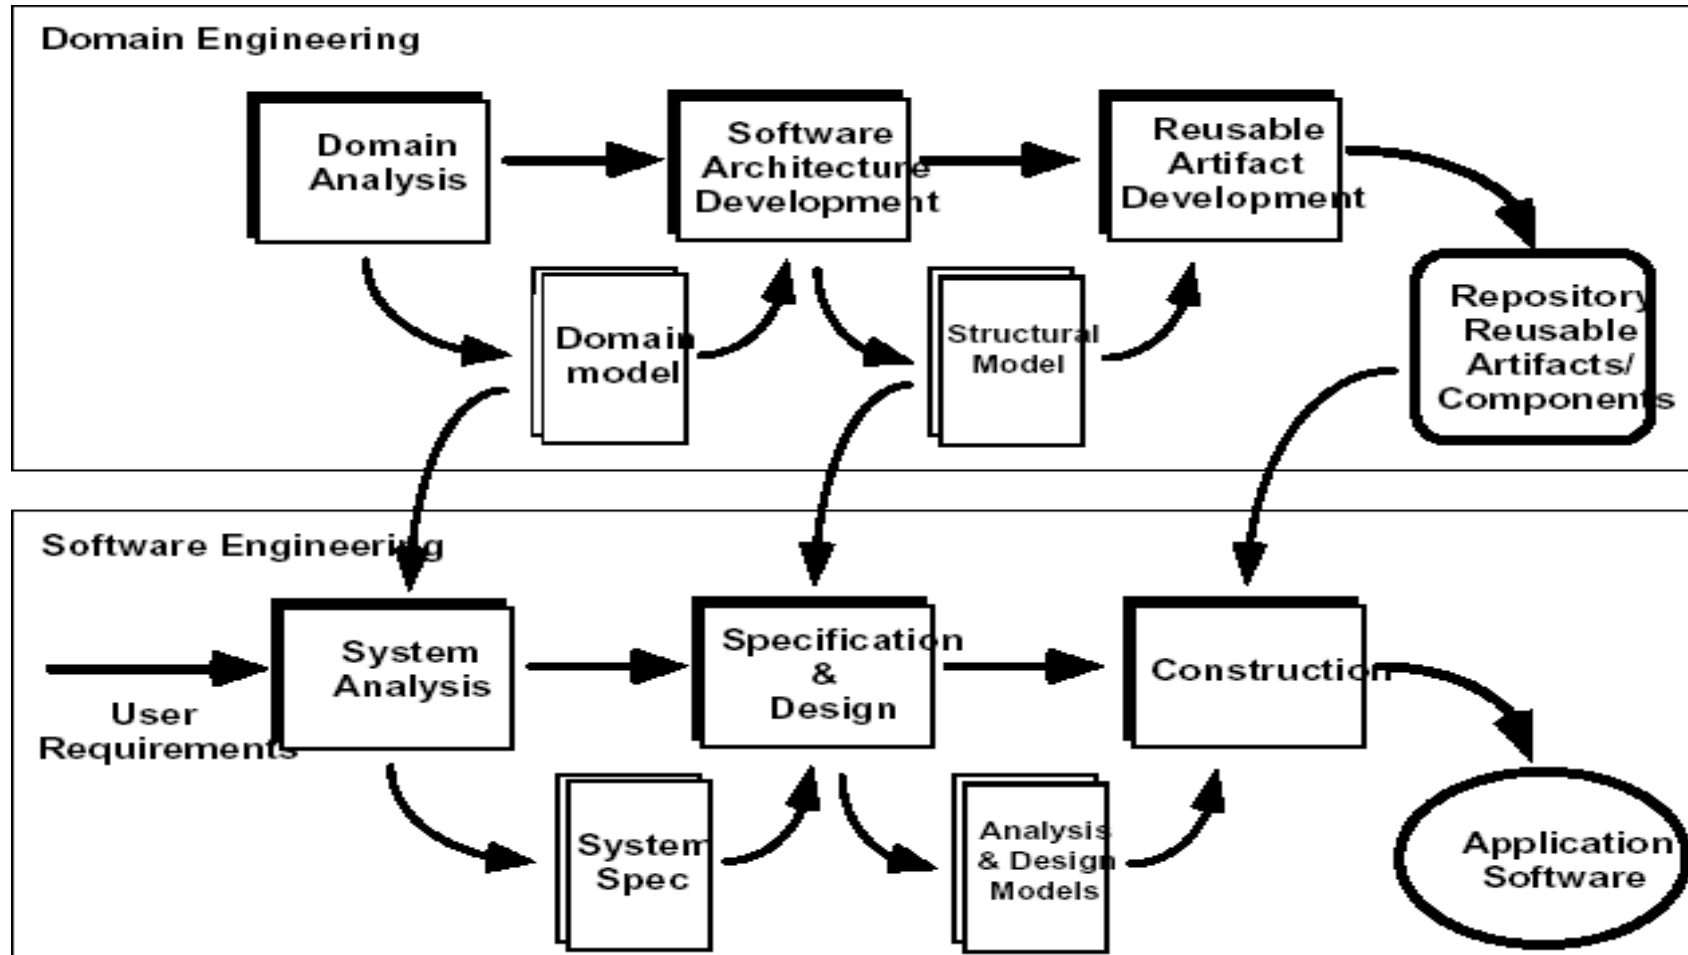 Domain Engineering
Domain
Analysis
Software
Architecture
Development
Reusable
Artifact
Development
Domain
model
Structural
Model
Repository
Reusable
Artifacts/
Components
Software Engineering
User
Requirements
System
Analysis
Specification
&
Design
Construction
System
Spec
Analysis
& Design
Models
Application
Software